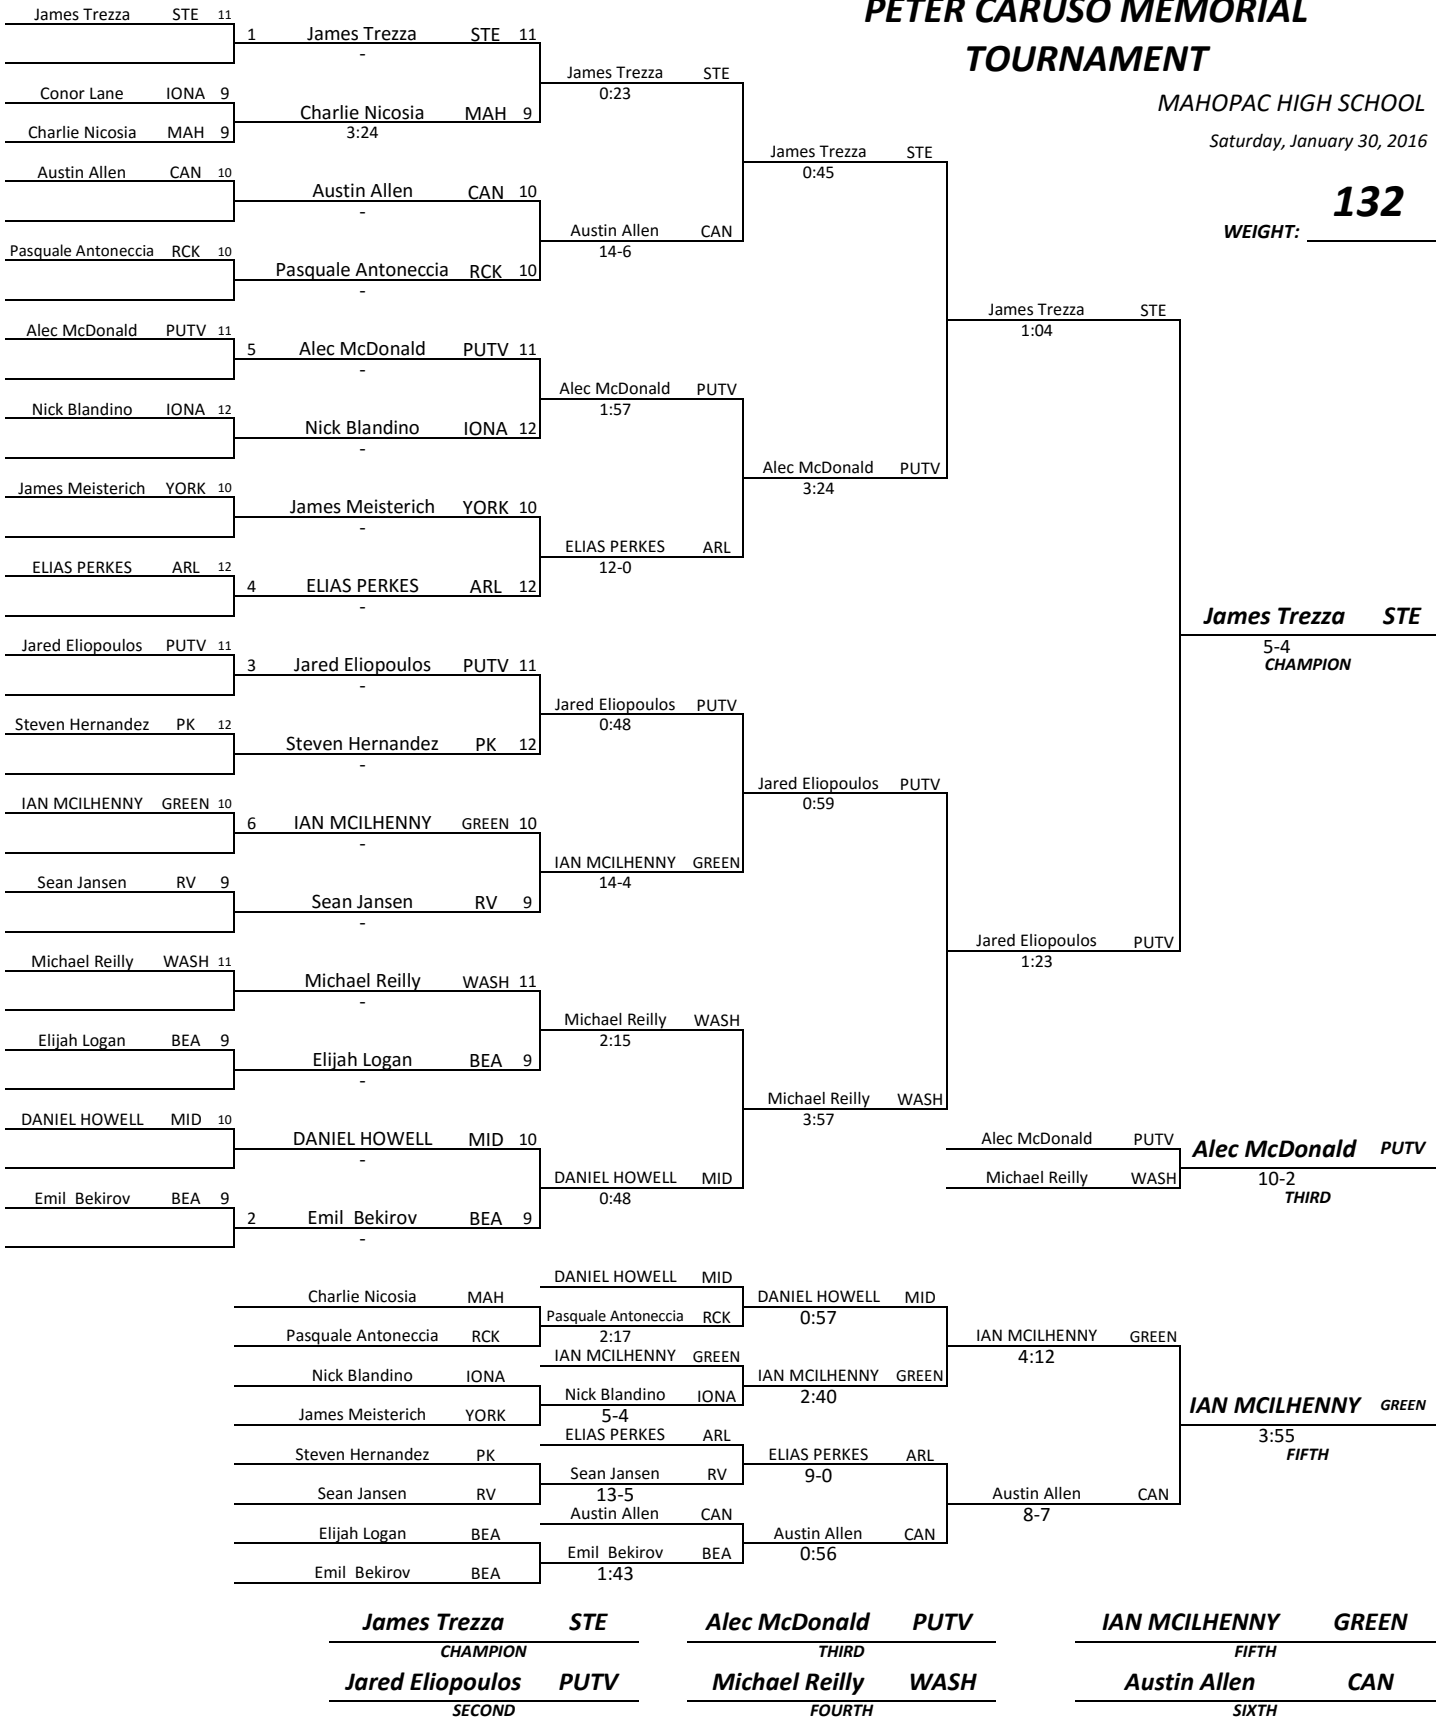 PETER CARUSO MEMORIAL
TOURNAMENT
MAHOPAC HIGH SCHOOL
Saturday, January 30, 2016
132
WEIGHT:
James Trezza STE 11
Conor Lane IONA 9
Charlie Nicosia MAH 9
Austin Allen CAN 10
Pasquale Antoneccia RCK 10
Alec McDonald PUTV 11
Nick Blandino IONA 12
James Meisterich YORK 10
ELIAS PERKES ARL 12
Jared Eliopoulos PUTV 11
Steven Hernandez PK 12
IAN MCILHENNY GREEN 10
Sean Jansen RV 9
Michael Reilly WASH 11
Elijah Logan BEA 9
DANIEL HOWELL MID 10
Emil Bekirov BEA 9
1 James Trezza STE 11
-
Charlie Nicosia MAH 9
3:24
Austin Allen CAN 10
-
Pasquale Antoneccia RCK 10
-
5 Alec McDonald PUTV 11
-
Nick Blandino IONA 12
-
James Meisterich YORK 10
-
4 ELIAS PERKES ARL 12
-
3 Jared Eliopoulos PUTV 11
-
Steven Hernandez PK 12
-
6 IAN MCILHENNY GREEN 10
-
Sean Jansen RV 9
-
Michael Reilly WASH 11
-
Elijah Logan BEA 9
-
DANIEL HOWELL MID 10
-
2 Emil Bekirov BEA 9
-
James Trezza STE
0:23
Austin Allen CAN
14-6
Alec McDonald PUTV
1:57
ELIAS PERKES ARL
12-0
Jared Eliopoulos PUTV
0:48
IAN MCILHENNY GREEN
14-4
Michael Reilly WASH
2:15
DANIEL HOWELL MID
0:48
James Trezza STE
0:45
Alec McDonald PUTV
3:24
Jared Eliopoulos PUTV
0:59
Michael Reilly WASH
3:57
James Trezza STE
1:04
Jared Eliopoulos PUTV
1:23
James Trezza STE
5-4
CHAMPION
Alec McDonald PUTV
Michael Reilly WASH
Alec McDonald PUTV
10-2
THIRD
Charlie Nicosia MAH
Pasquale Antoneccia RCK
Nick Blandino IONA
James Meisterich YORK
Steven Hernandez PK
Sean Jansen RV
Elijah Logan BEA
Emil Bekirov BEA
DANIEL HOWELL MID
Pasquale Antoneccia RCK
2:17
IAN MCILHENNY GREEN
Nick Blandino IONA
5-4
ELIAS PERKES ARL
Sean Jansen RV
13-5
Austin Allen CAN
Emil Bekirov BEA
1:43
DANIEL HOWELL MID
0:57
IAN MCILHENNY GREEN
2:40
ELIAS PERKES ARL
9-0
Austin Allen CAN
0:56
IAN MCILHENNY GREEN
4:12
Austin Allen CAN
8-7
IAN MCILHENNY GREEN
3:55
FIFTH
James Trezza STE Alec McDonald PUTV IAN MCILHENNY GREEN
CHAMPION THIRD FIFTH
Jared Eliopoulos PUTV Michael Reilly WASH Austin Allen CAN
SECOND FOURTH SIXTH